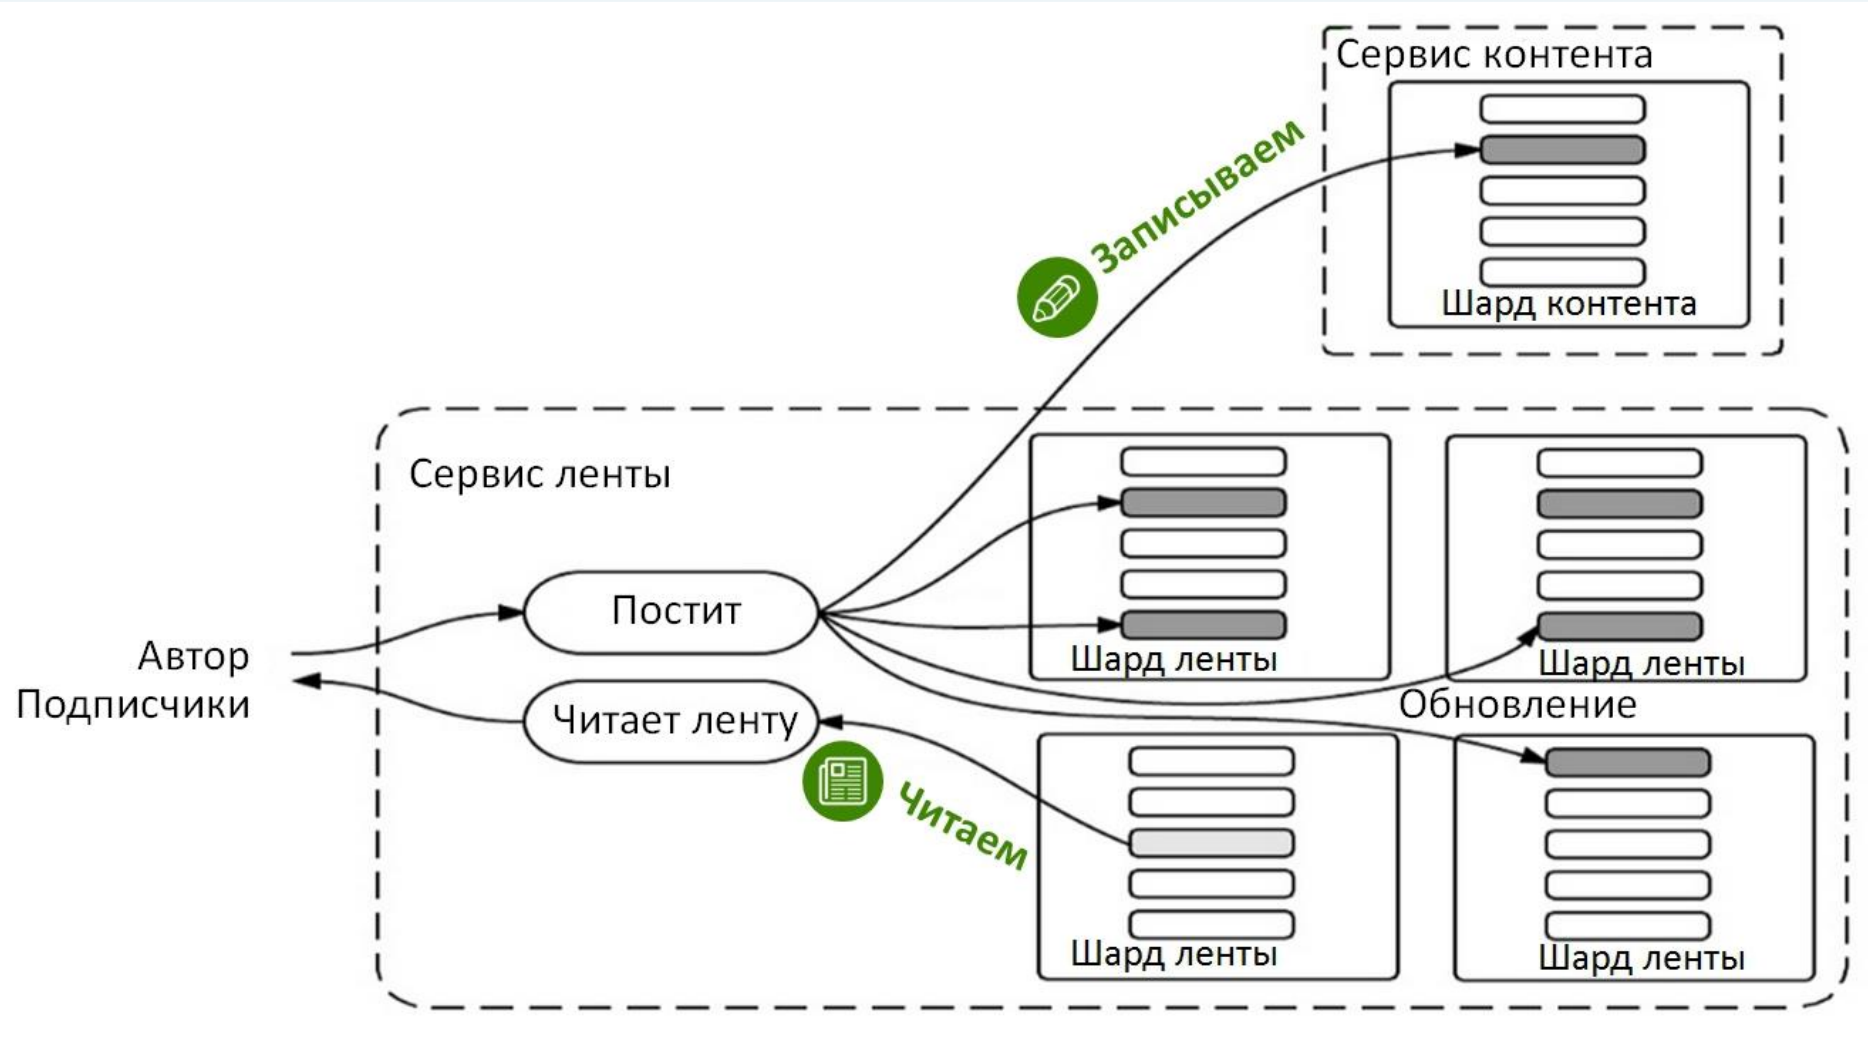 Сервис контента
Шард контента
Записываем
Сервис ленты
Постит
Автор
Подписчики
Читает ленту
Читаем
Шард ленты
Шард ленты
Обновление
Шард ленты
Шард ленты